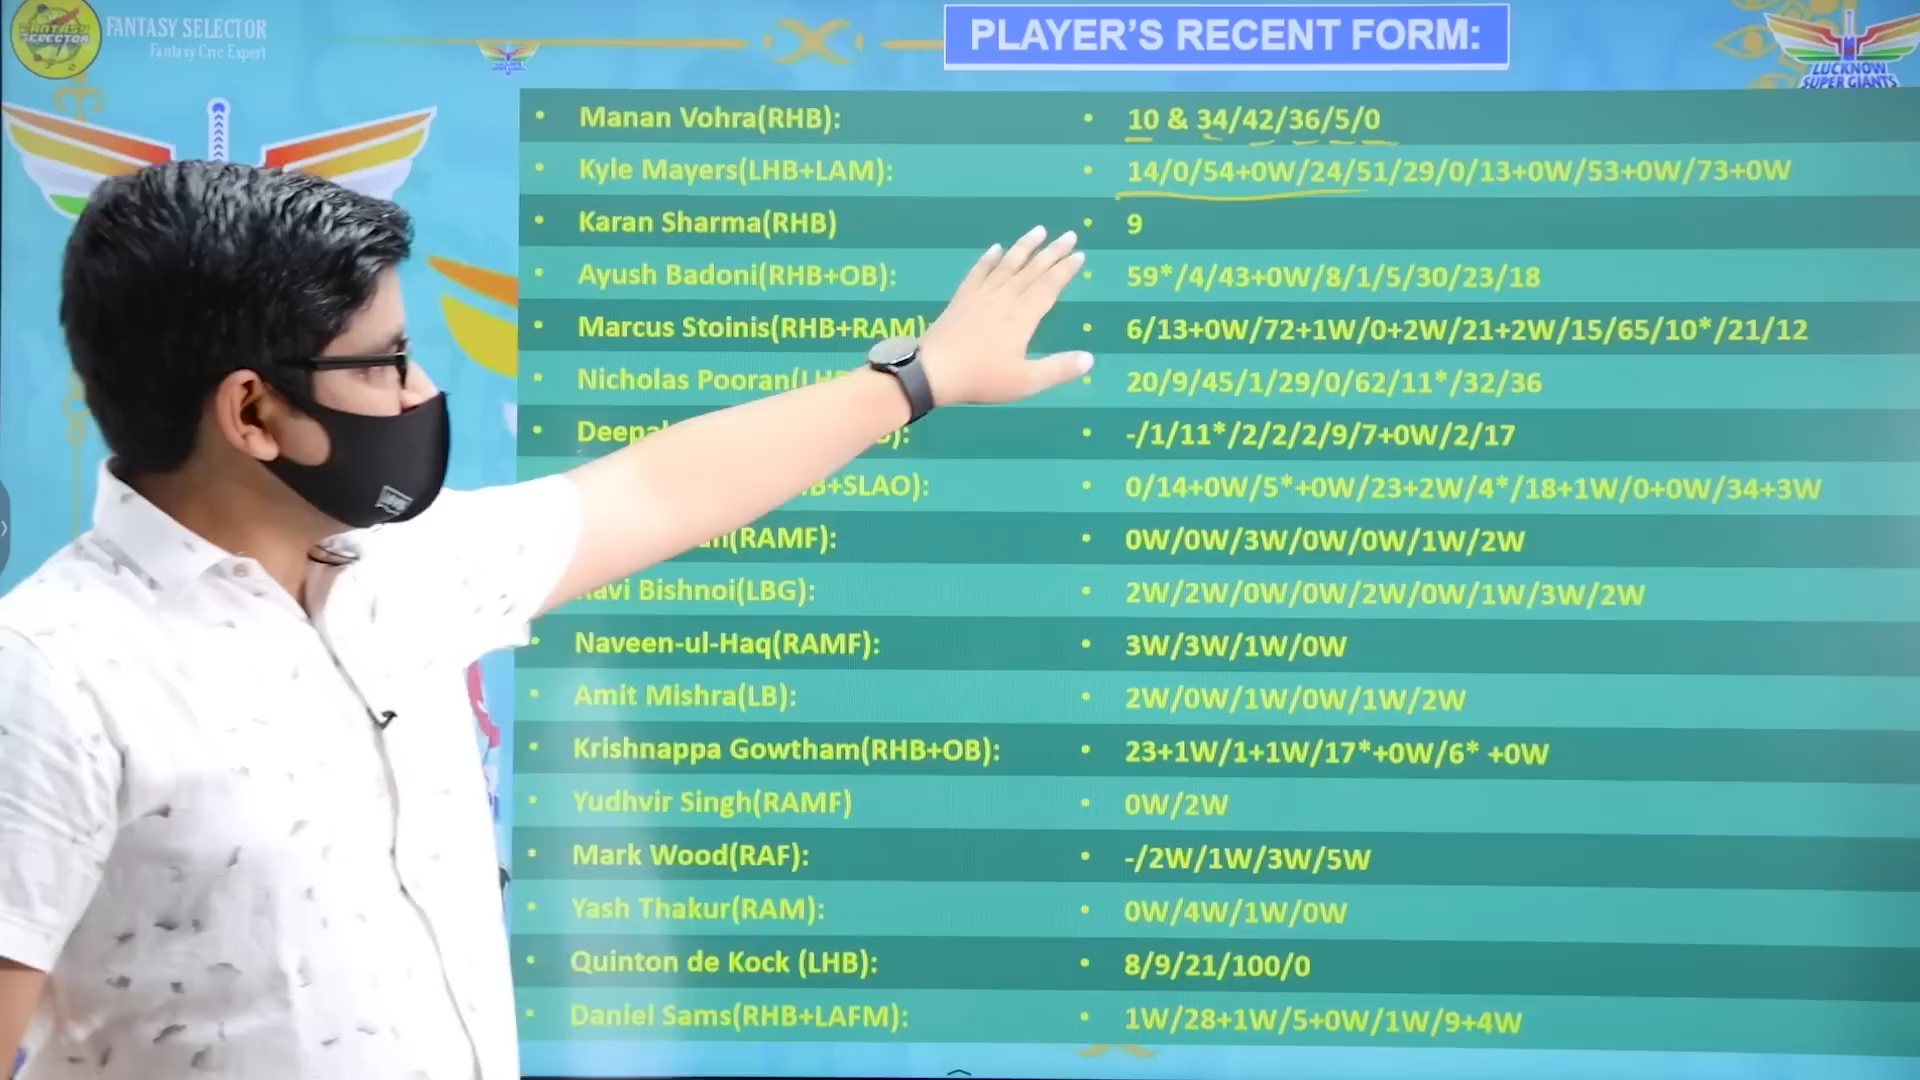 FANTASY SELECTOR
Fantasy Cric Expert
FANTASY SELECTOR
PLAYER'S RECENT FORM:
LUCKNOW
SUPER GIANTS
• Manan Vohra(RHB): • 10 & 34/42/36/5/0
• Kyle Mayers(LHB+LAM): • 14/0/54+0W/24/51/29/0/13+0W/53+0W/73+0W
• Karan Sharma(RHB) • 9
• Ayush Badoni(RHB+OB): • 59*/4/43+0W/8/1/5/30/23/18
• Marcus Stoinis(RHB+RAM): • 6/13+0W/72+1W/0+2W/21+2W/15/65/10*/21/12
• Nicholas Pooran( • 20/9/45/1/29/0/62/11*/32/36
• ): • -/1/11*/2/2/2/9/7+0W/2/17
+SLAO): • 0/14+0W/5*+0W/23+2W/4*/18+1W/0+0W/34+3W
(RAMF): • 0W/0W/3W/0W/0W/1W/2W
Bishnoi(LBG): • 2W/2W/0W/0W/2W/0W/1W/3W/2W
• Naveen-ul-Haq(RAMF): • 3W/3W/1W/0W
• Amit Mishra(LB): • 2W/0W/1W/0W/1W/2W
• Krishnappa Gowtham(RHB+OB): • 23+1W/1+1W/17*+0W/6* +0W
• Yudhvir Singh(RAMF) • 0W/2W
• Mark Wood(RAF): • -/2W/1W/3W/5W
• Yash Thakur(RAM): • 0W/4W/1W/0W
• Quinton de Kock (LHB): • 8/9/21/100/0
• Daniel Sams(RHB+LAFM): • 1W/28+1W/5+0W/1W/9+4W